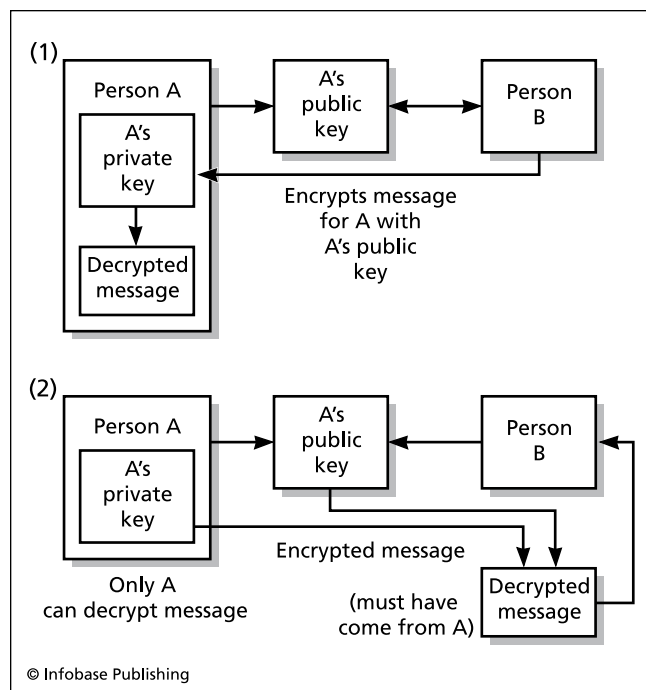 (1)
Person A
A's
private
key
Decrypted
message
A's
public
key
Person
B
Encrypts message
for A with
A's public
key
(2)
Person A
A's
private
key
A's
public
key
Person
B
Encrypted message
Only A
can decrypt message
(must have
come from A)
Decrypted
message
© Infobase Publishing